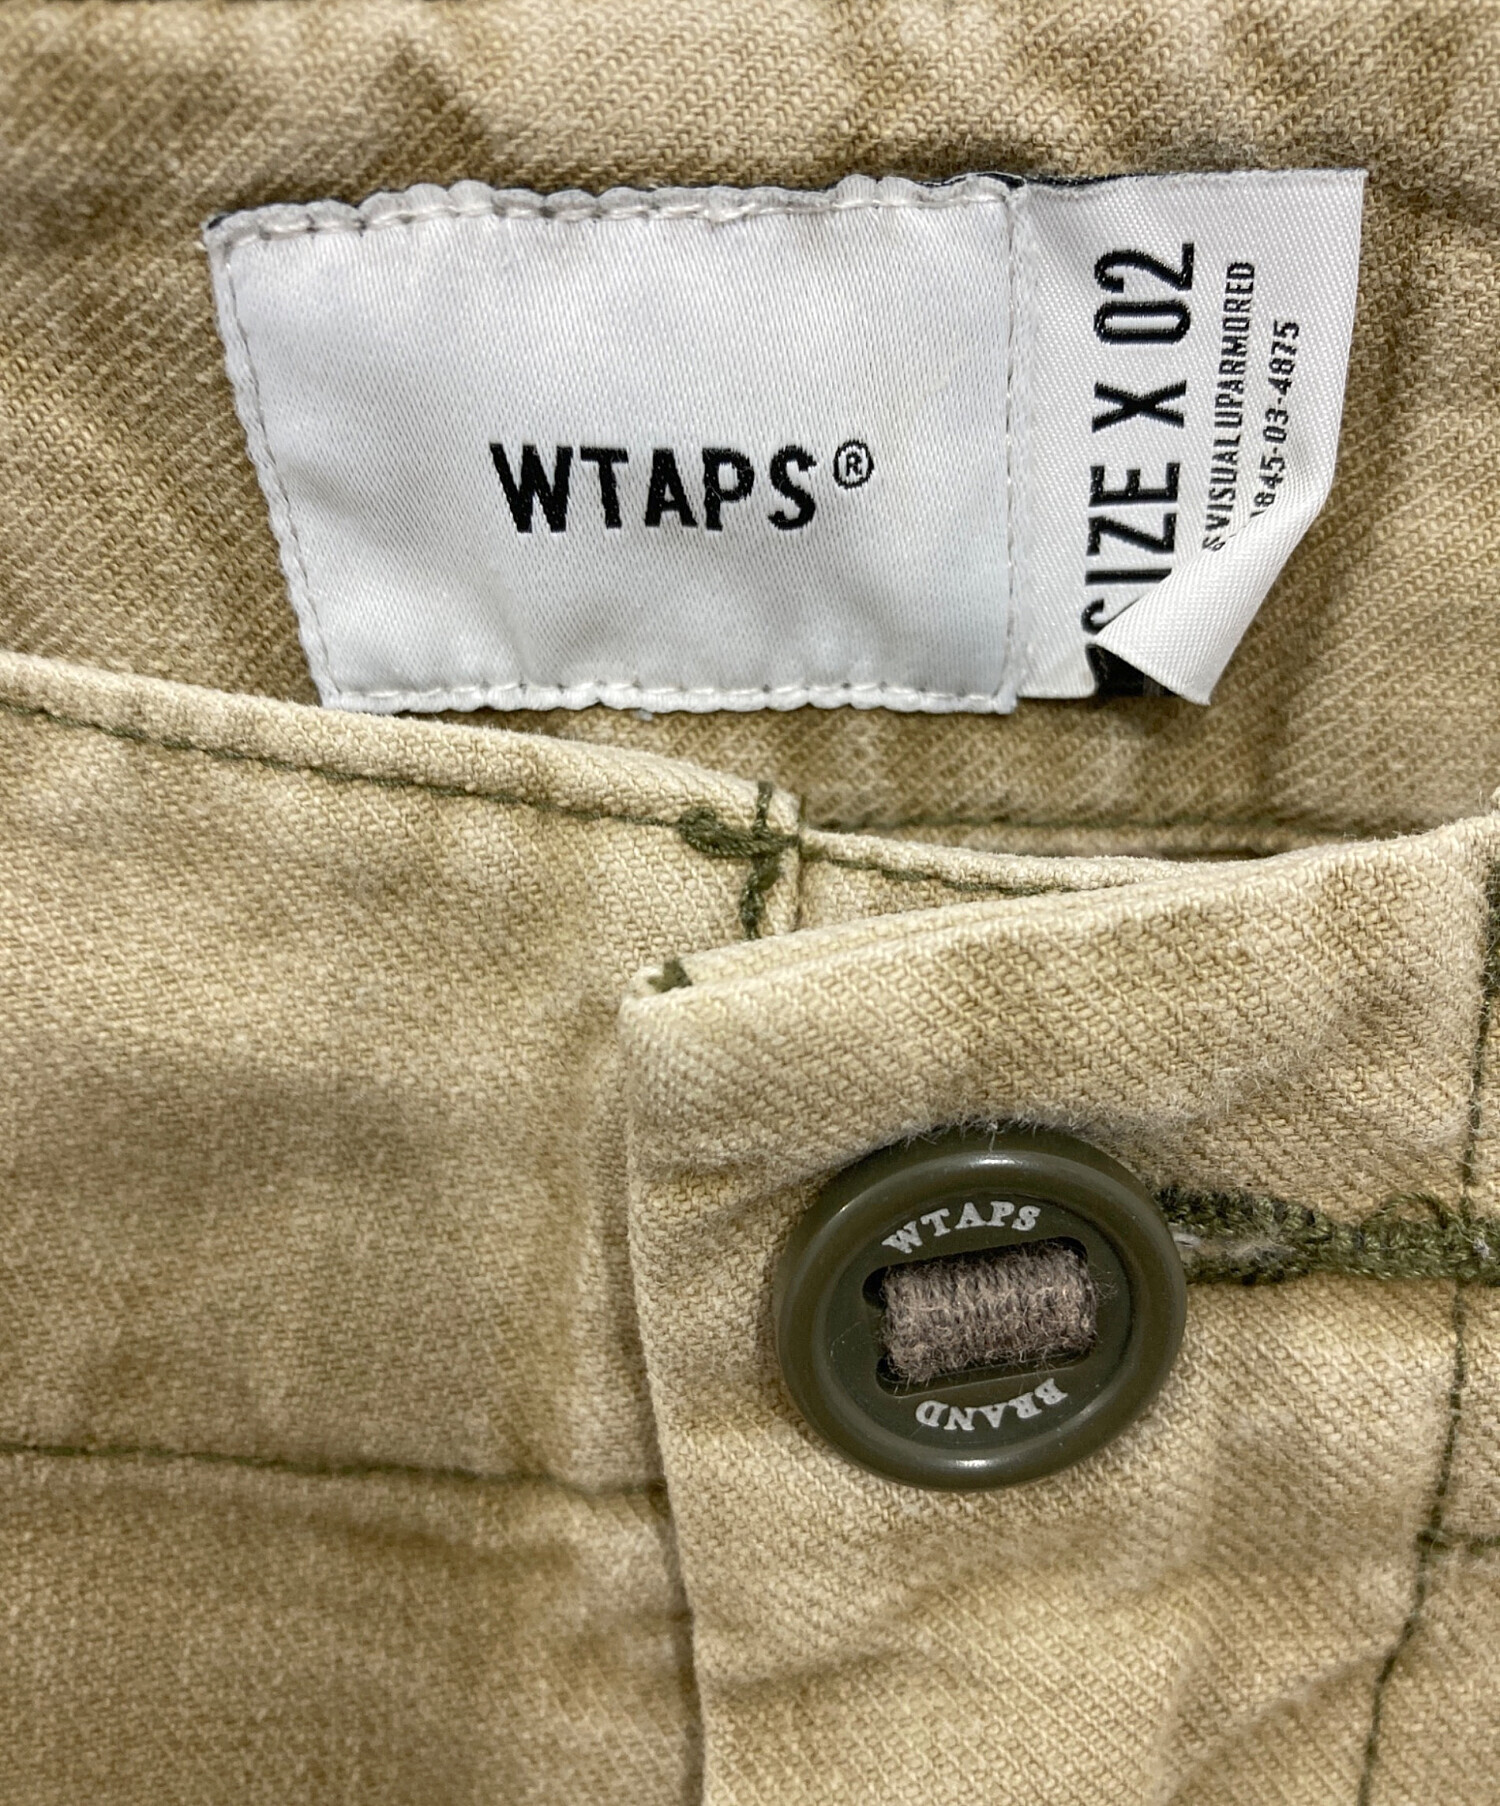 WTAPS®
SIZE X 02
& VISUAL UPARMORED
1845-03-4875
WTAPS
BRAND